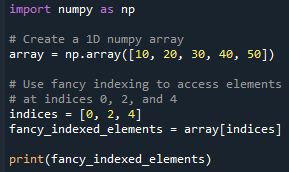 import numpy as np
# Create a 1D numpy array
array = np.array([10, 20, 30, 40, 50])
# Use fancy indexing to access elements
# at indices 0, 2, and 4
indices = [0, 2, 4]
fancy_indexed_elements = array[indices]
print(fancy_indexed_elements)